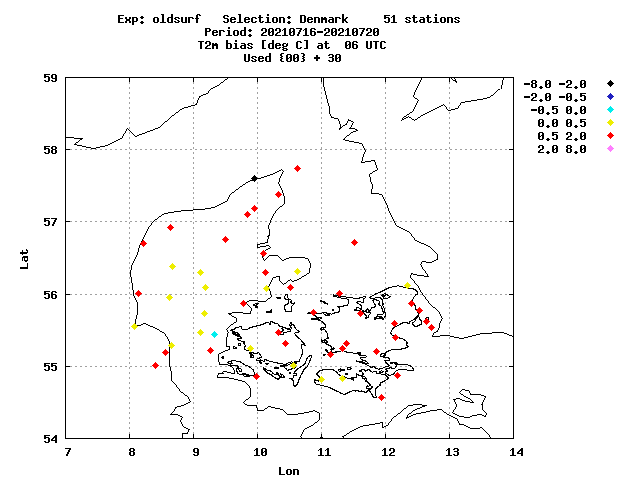 Exp: oldsurf   Selection: Denmark     51 stations
Period: 20210716-20210720
T2m bias [deg C] at  06 UTC
Used {00} + 30
-8.0 -2.0
-2.0 -0.5
-0.5 0.0
0.0 0.5
0.5 2.0
2.0 8.0
59
58
57
56
55
54
Lat
7 8 9 10 11 12 13 14
Lon